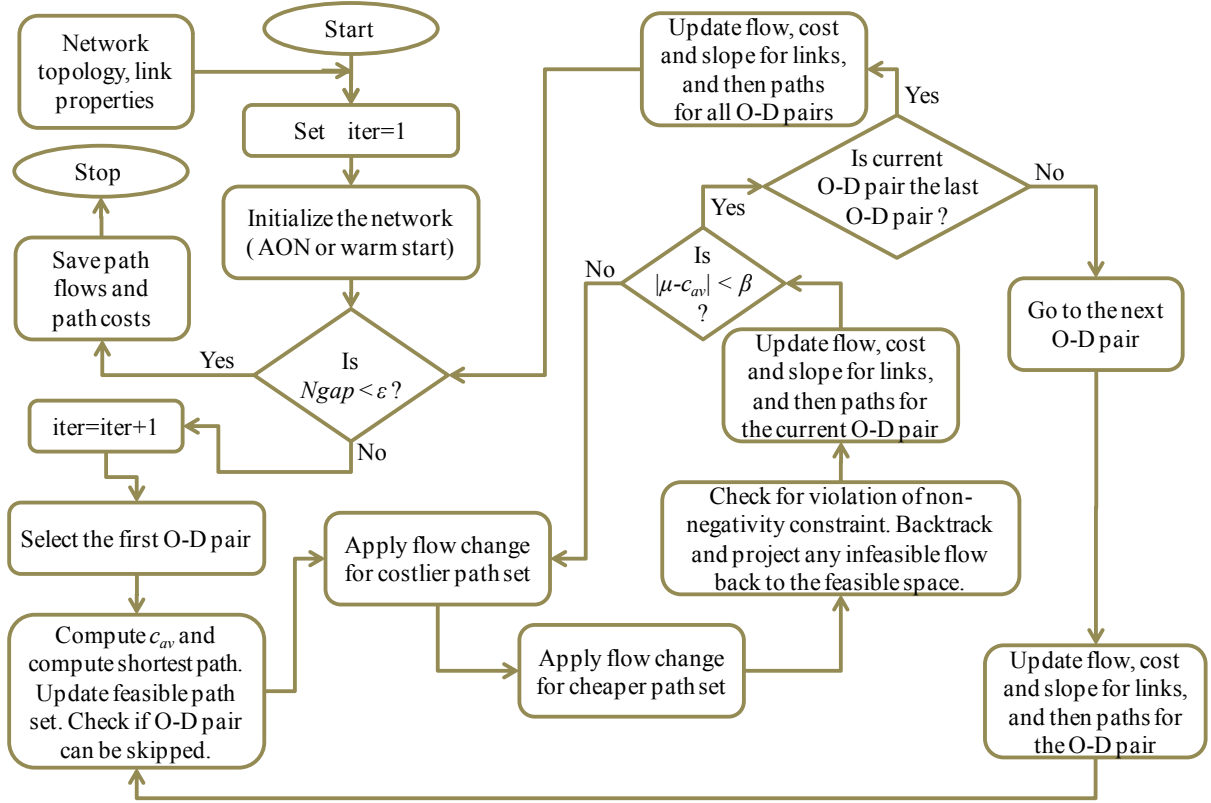 Start
Network
topology, link
properties
Set iter=1
Initialize the network
( AON or warm start)
Stop
Save path
flows and
path costs
Yes
Is
Ngap < ε ?
No
iter=iter+1
Select the first O-D pair
Compute cav and
compute shortest path.
Update feasible path
set. Check if O-D pair
can be skipped.
Apply flow change
for costlier path set
Apply flow change
for cheaper path set
Check for violation of non-
negativity constraint. Backtrack
and project any infeasible flow
back to the feasible space.
Update flow, cost
and slope for links,
and then paths for
the current O-D pair
No
Is
|μ-cav| < β
?
Yes
Is current
O-D pair the last
O-D pair ?
Yes
Update flow, cost
and slope for links,
and then paths
for all O-D pairs
No
Go to the next
O-D pair
Update flow, cost
and slope for links,
and then paths for
the O-D pair